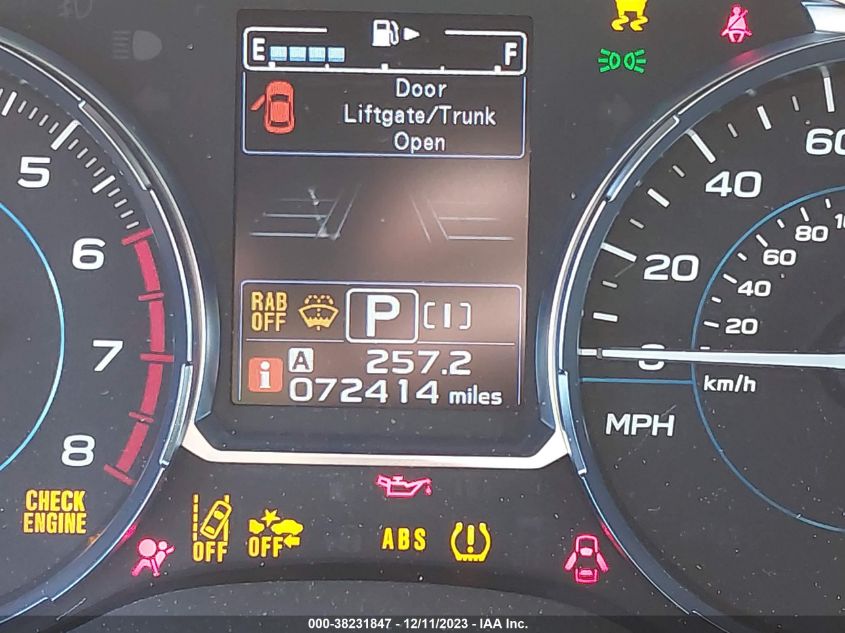 E F
Door
Liftgate/Trunk
Open
5
6
7
8
60
40
20
0
80
60
40
20
km/h
MPH
RAB
OFF
P
[I]
i A 257.2
072414 miles
CHECK
ENGINE
OFF
OFF
ABS
000-38231847 - 12/11/2023 - IAA Inc.